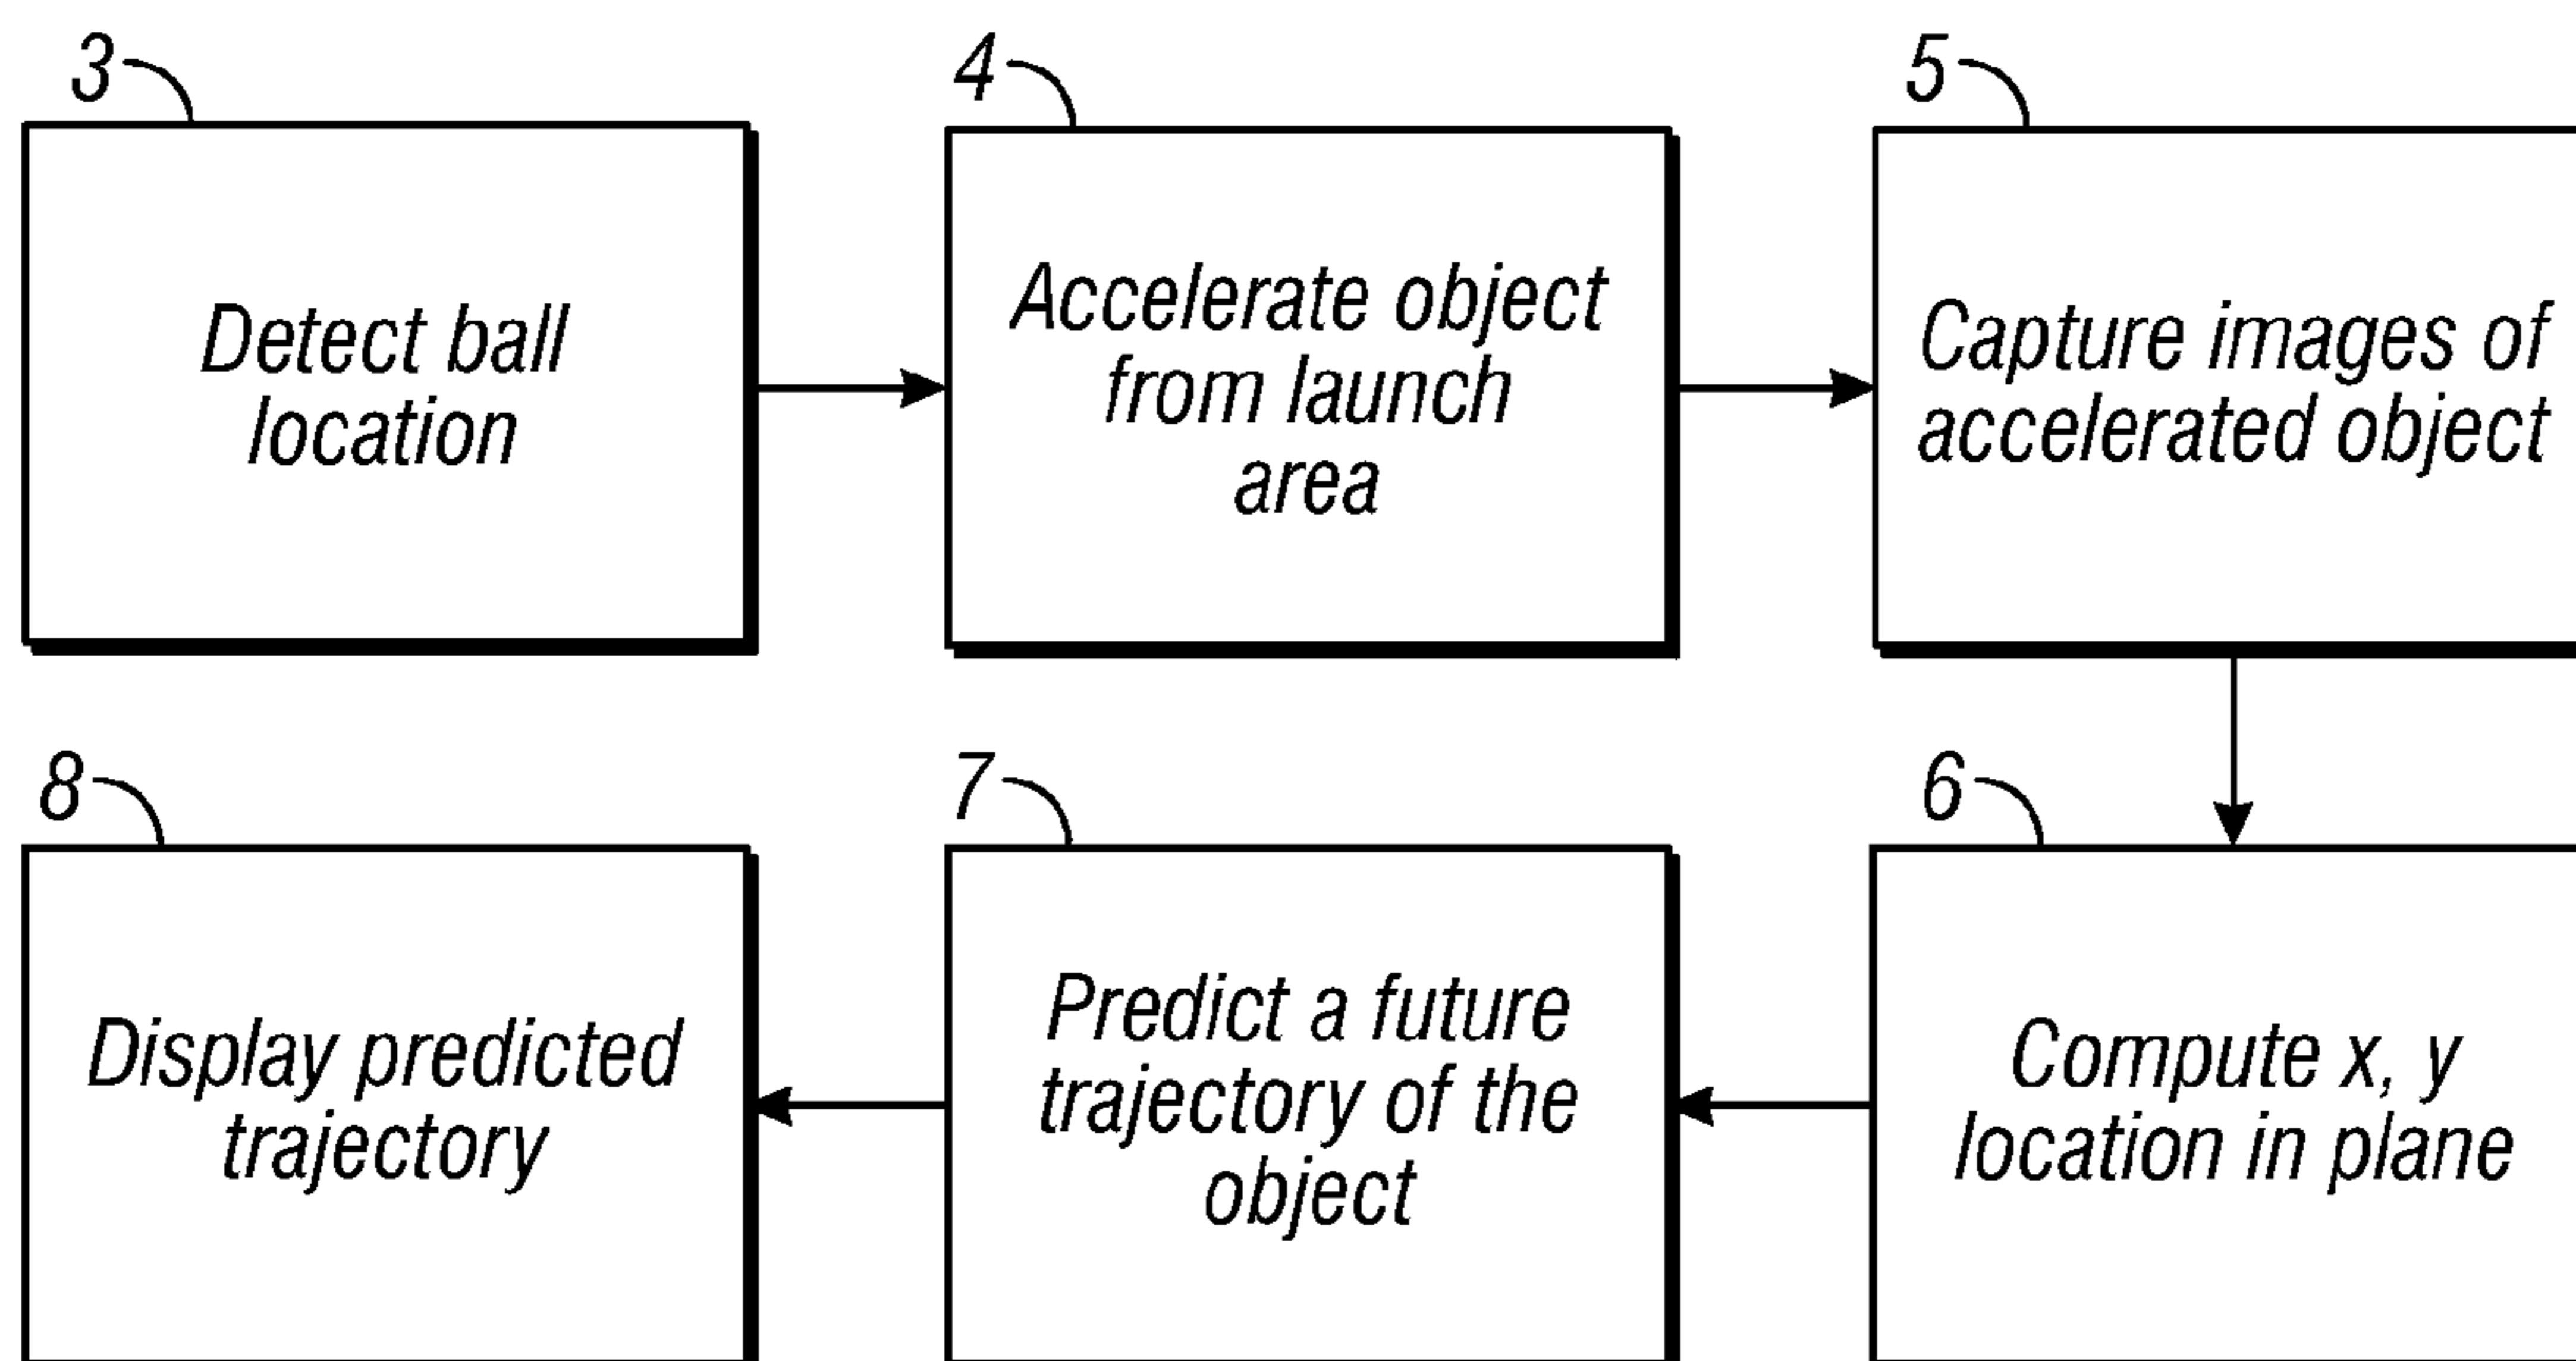 3
Detect ball
location
4
Accelerate object
from launch
area
5
Capture images of
accelerated object
6
Compute x, y
location in plane
7
Predict a future
trajectory of the
object
8
Display predicted
trajectory